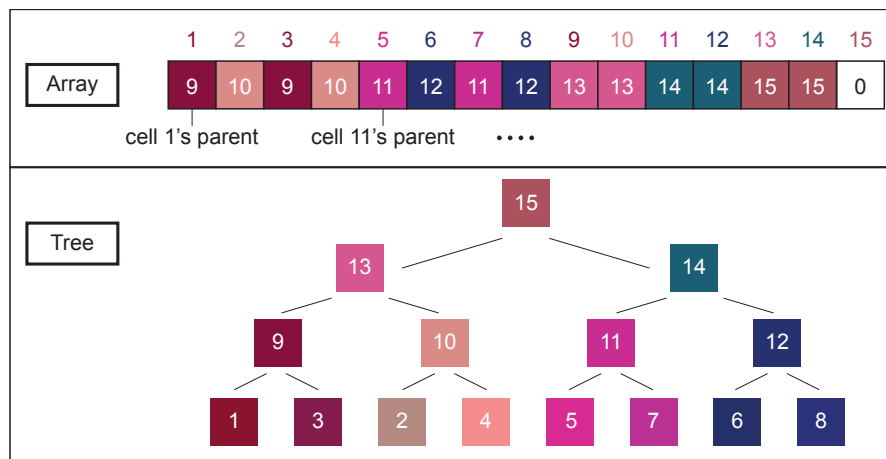 1 2 3 4 5 6 7 8 9 10 11 12 13 14 15
Array
9 10 9 10 11 12 11 12 13 13 14 14 15 15 0
cell 1's parent cell 11's parent ....
Tree
15
13 14
9 10 11 12
1 3 2 4 5 7 6 8